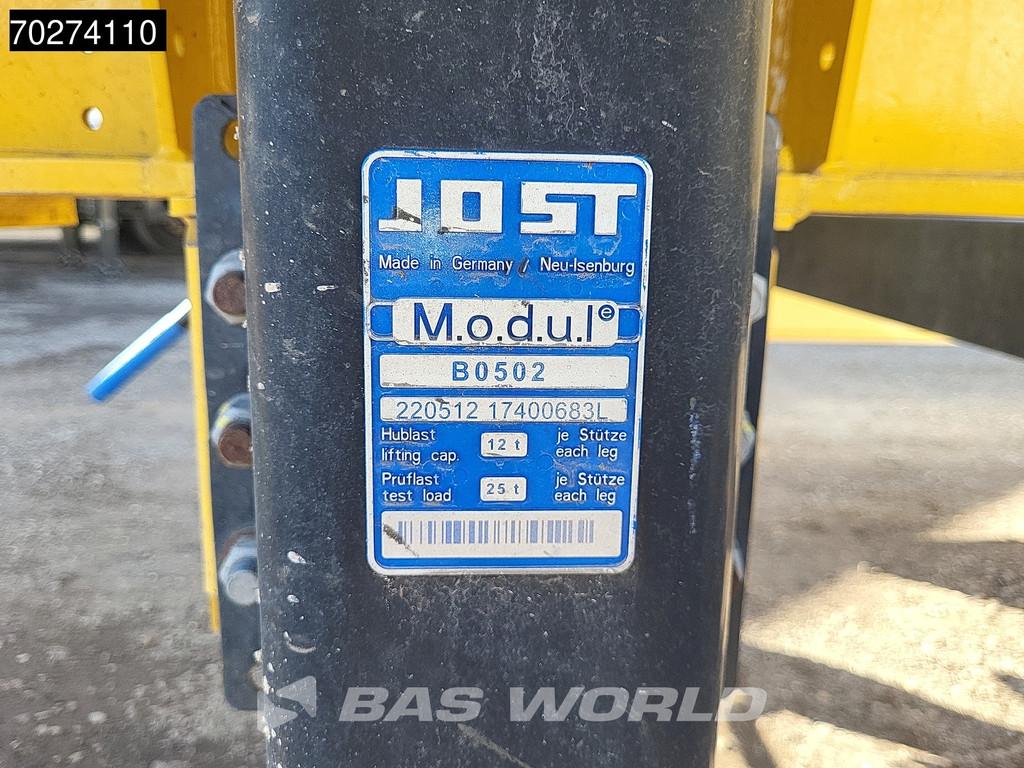 70274110
JOST
Made in Germany / Neu-Isenburg
M.o.d.u.l e
B0502
220512 17400683L
Hublast 12 t je Stütze
lifting cap. each leg
Prüflast 25 t je Stütze
test load each leg
BAS WORLD